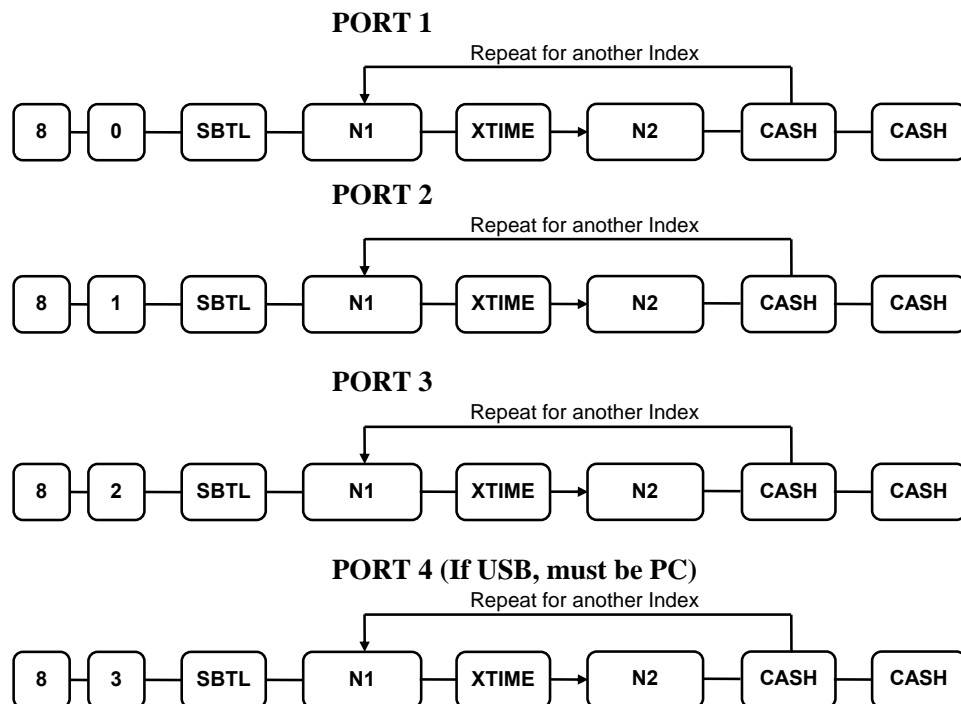 PORT 1
Repeat for another Index
8 0 SBTL N1 XTIME N2 CASH CASH
PORT 2
Repeat for another Index
8 1 SBTL N1 XTIME N2 CASH CASH
PORT 3
Repeat for another Index
8 2 SBTL N1 XTIME N2 CASH CASH
PORT 4 (If USB, must be PC)
Repeat for another Index
8 3 SBTL N1 XTIME N2 CASH CASH